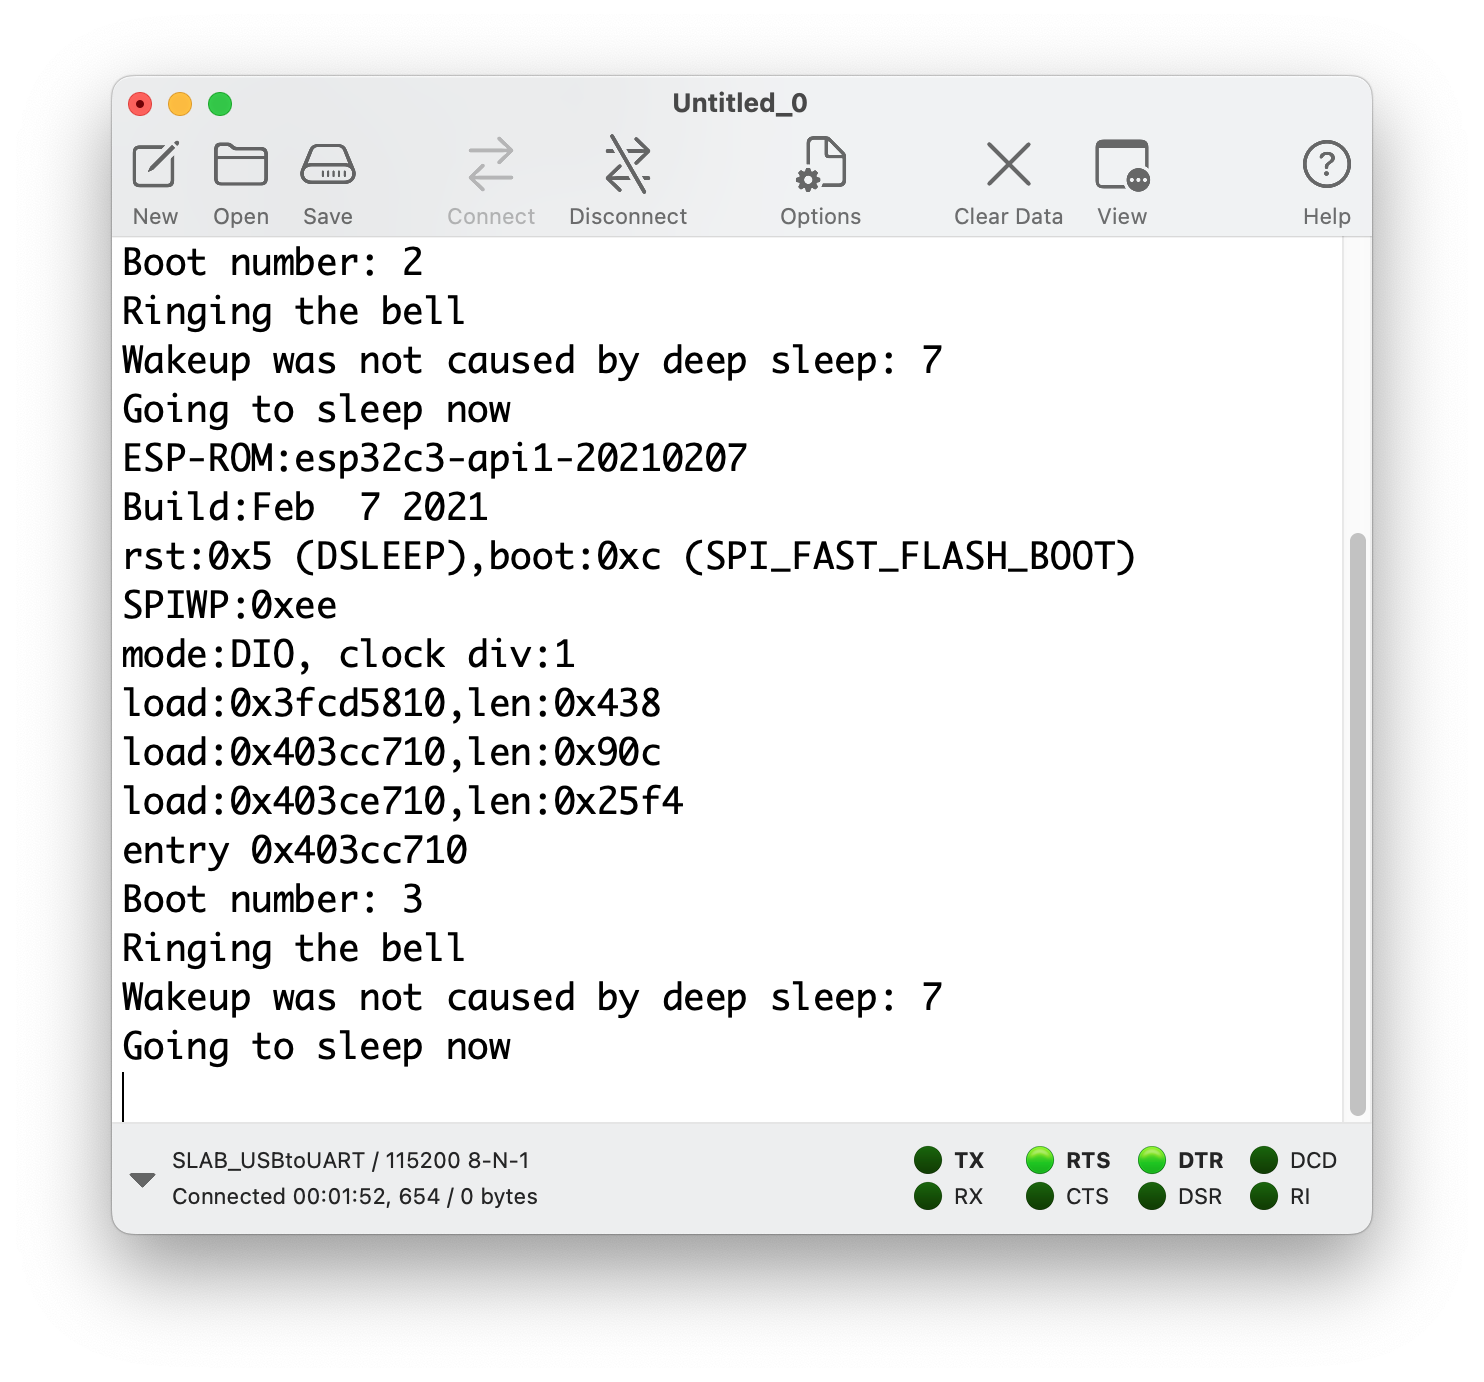 Untitled_0
New Open Save Connect Disconnect Options Clear Data View Help
Boot number: 2
Ringing the bell
Wakeup was not caused by deep sleep: 7
Going to sleep now
ESP-ROM:esp32c3-api1-20210207
Build:Feb  7 2021
rst:0x5 (DSLEEP),boot:0xc (SPI_FAST_FLASH_BOOT)
SPIWP:0xee
mode:DIO, clock div:1
load:0x3fcd5810,len:0x438
load:0x403cc710,len:0x90c
load:0x403ce710,len:0x25f4
entry 0x403cc710
Boot number: 3
Ringing the bell
Wakeup was not caused by deep sleep: 7
Going to sleep now
SLAB_USBtoUART / 115200 8-N-1
Connected 00:01:52, 654 / 0 bytes
TX RTS DTR DCD
RX CTS DSR RI